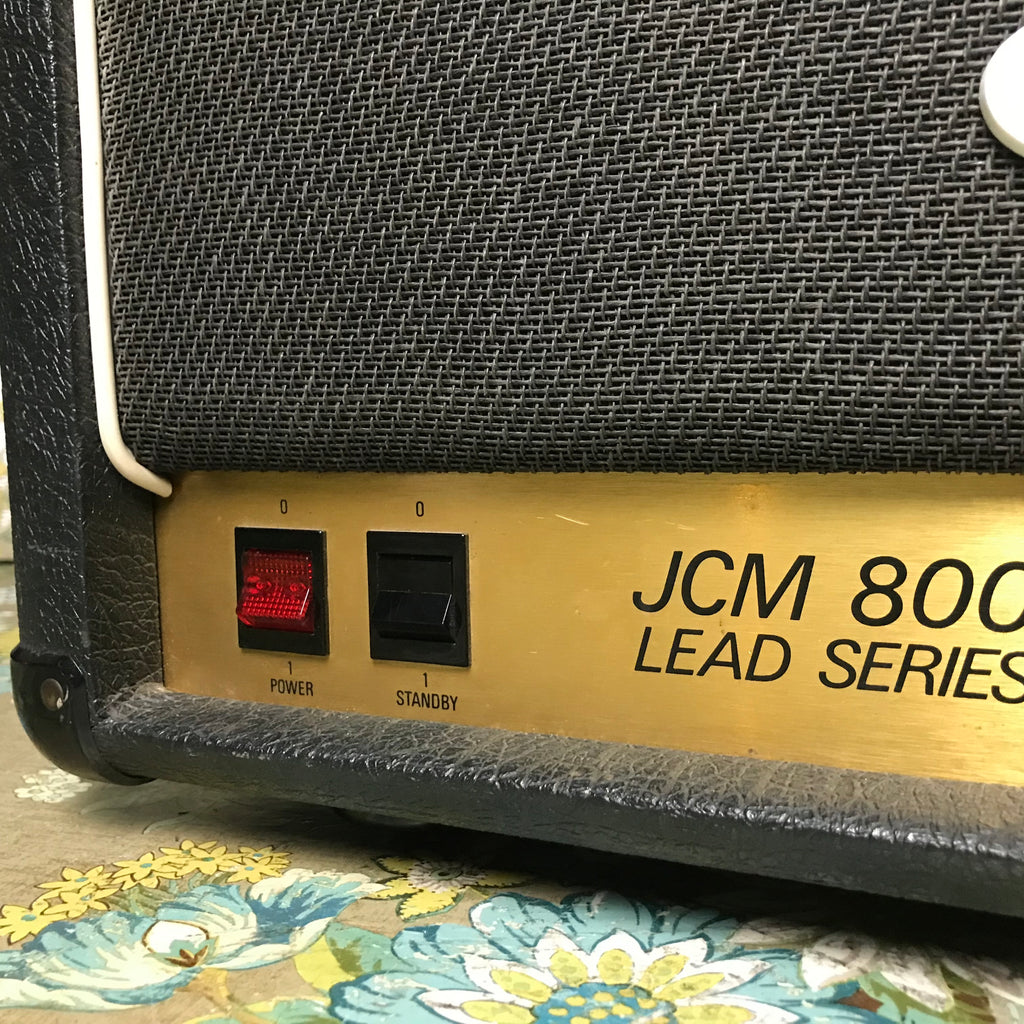 0 0
JCM 800
LEAD SERIES
1 1
POWER STANDBY